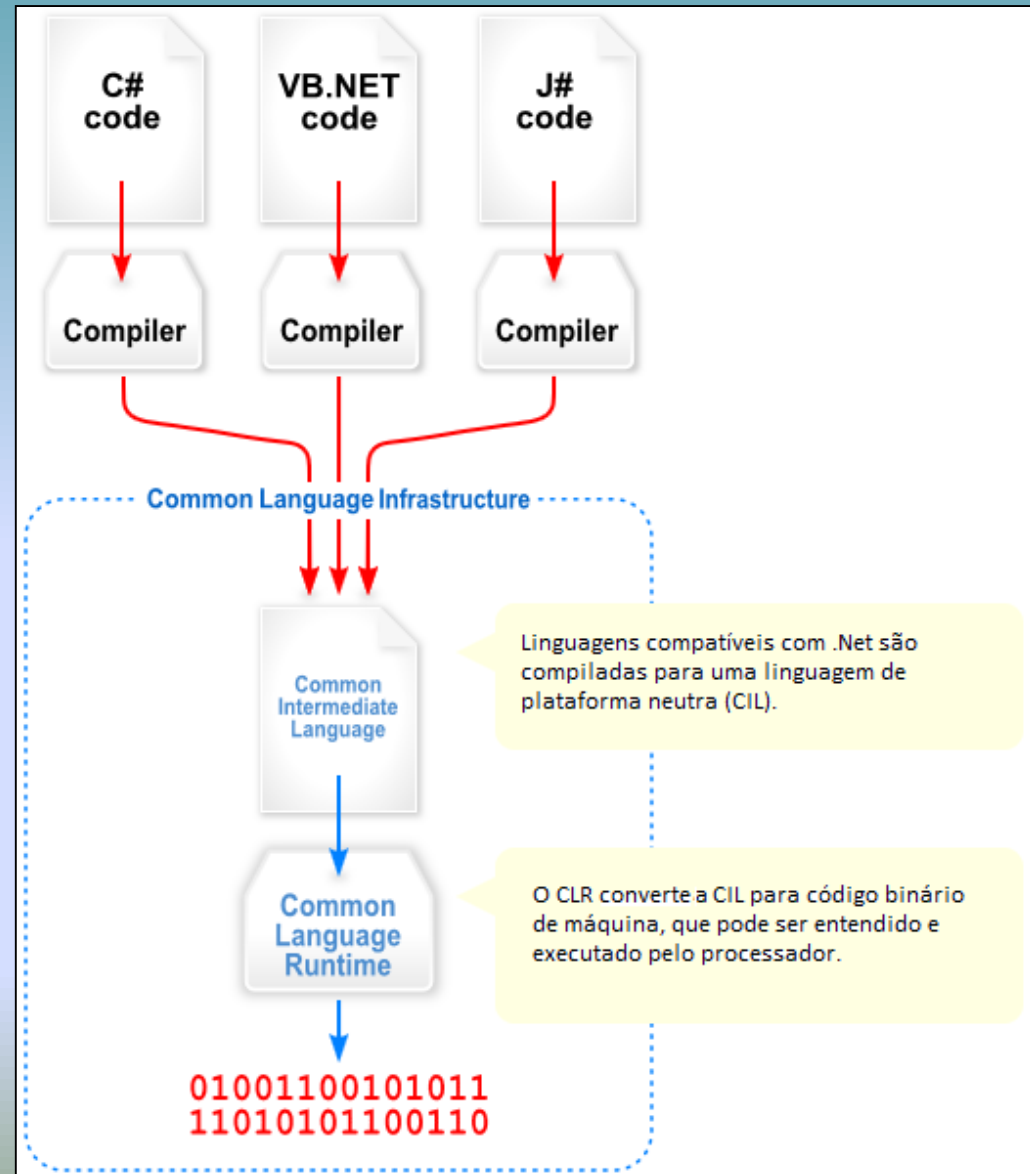 C#
code
VB.NET
code
J#
code
Compiler
Compiler
Compiler
Common Language Infrastructure
Common
Intermediate
Language
Linguagens compatíveis com .Net são
compiladas para uma linguagem de
plataforma neutra (CIL).
Common
Language
Runtime
O CLR converte a CIL para código binário
de máquina, que pode ser entendido e
executado pelo processador.
01001100101011
11010101100110